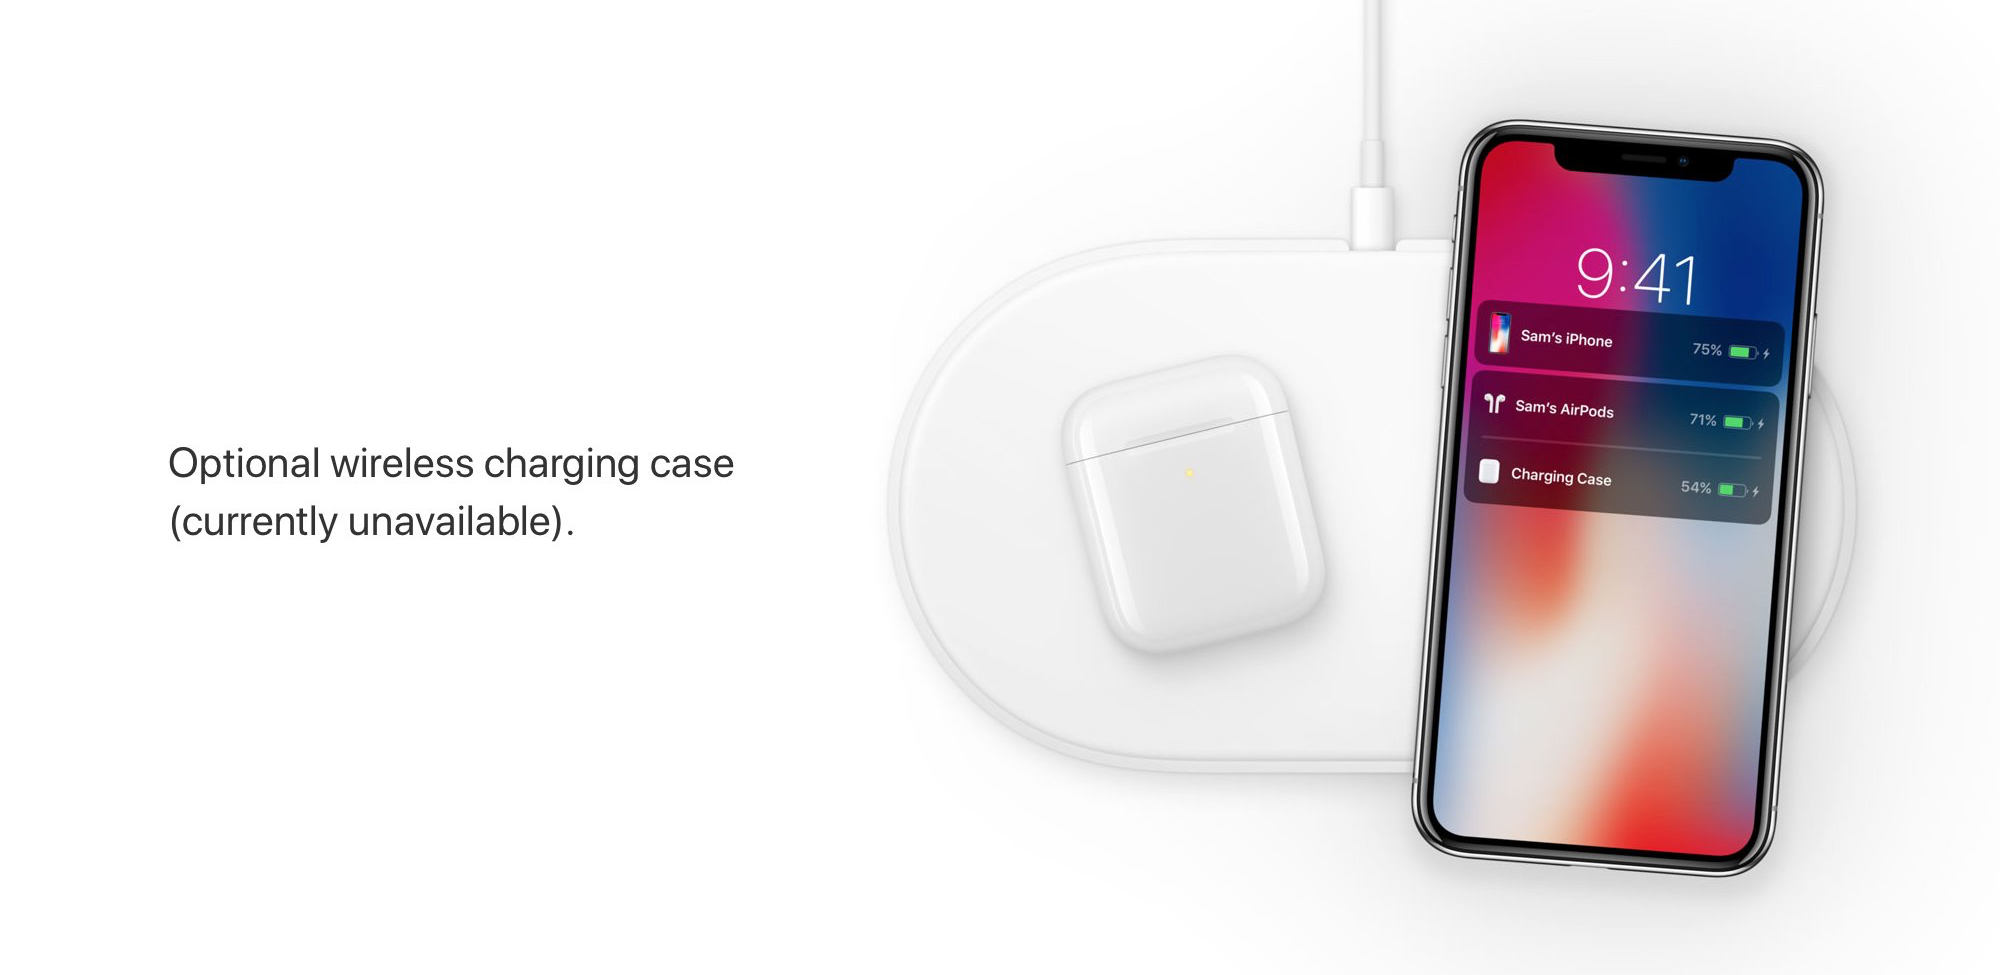 Optional wireless charging case
(currently unavailable).
9:41
Sam's iPhone 75%
Sam's AirPods 71%
Charging Case 54%